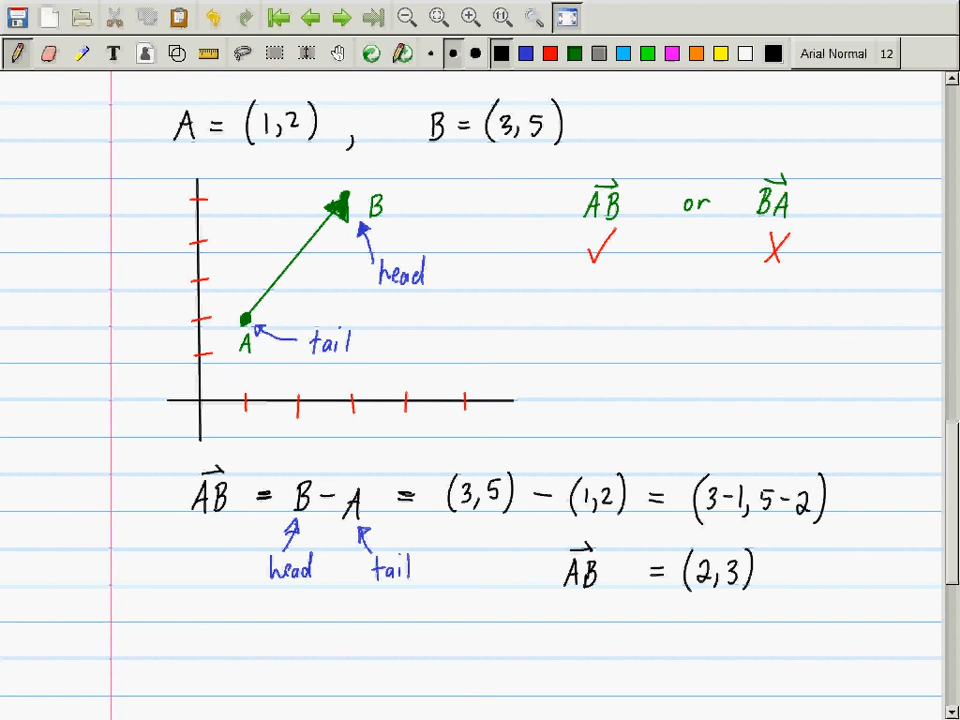 Arial Normal 12
A = (1,2) , B = (3,5)
B
head
A
tail
AB or BA
✓ X
AB = B - A = (3,5) - (1,2) = (3-1, 5-2)
head tail
AB = (2,3)